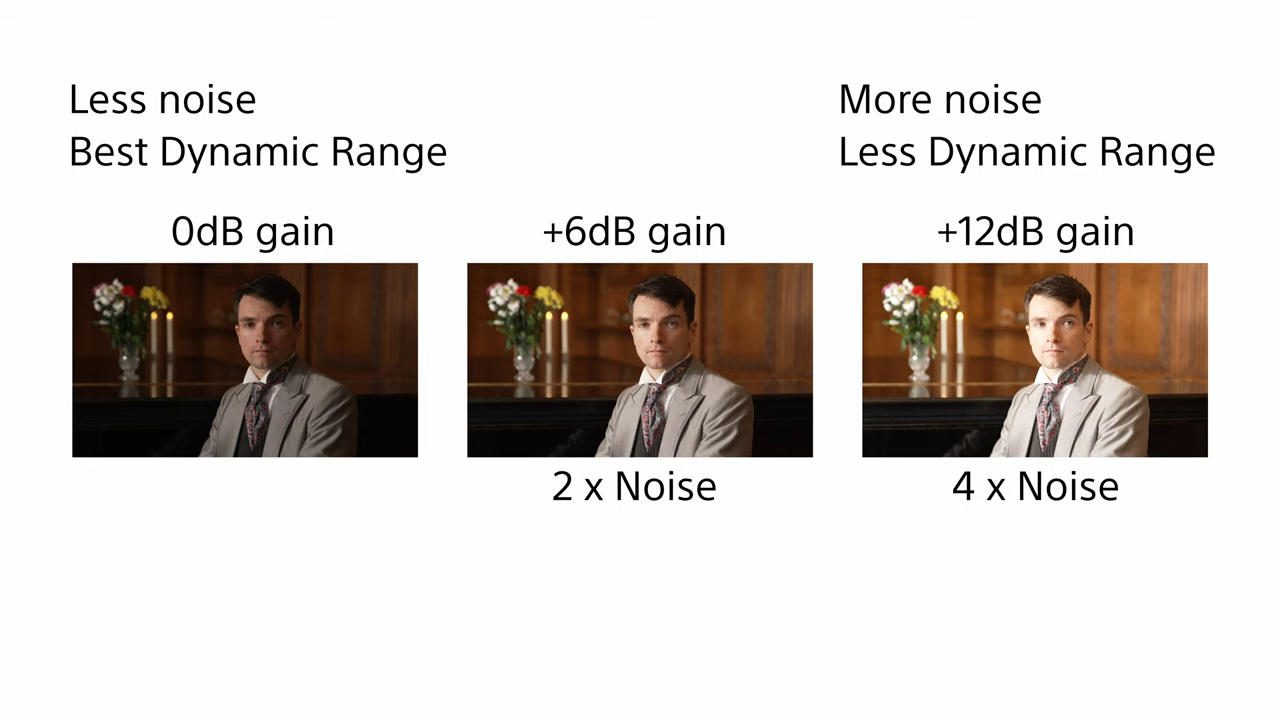 Less noise
Best Dynamic Range
More noise
Less Dynamic Range
0dB gain
+6dB gain
+12dB gain
2 x Noise
4 x Noise